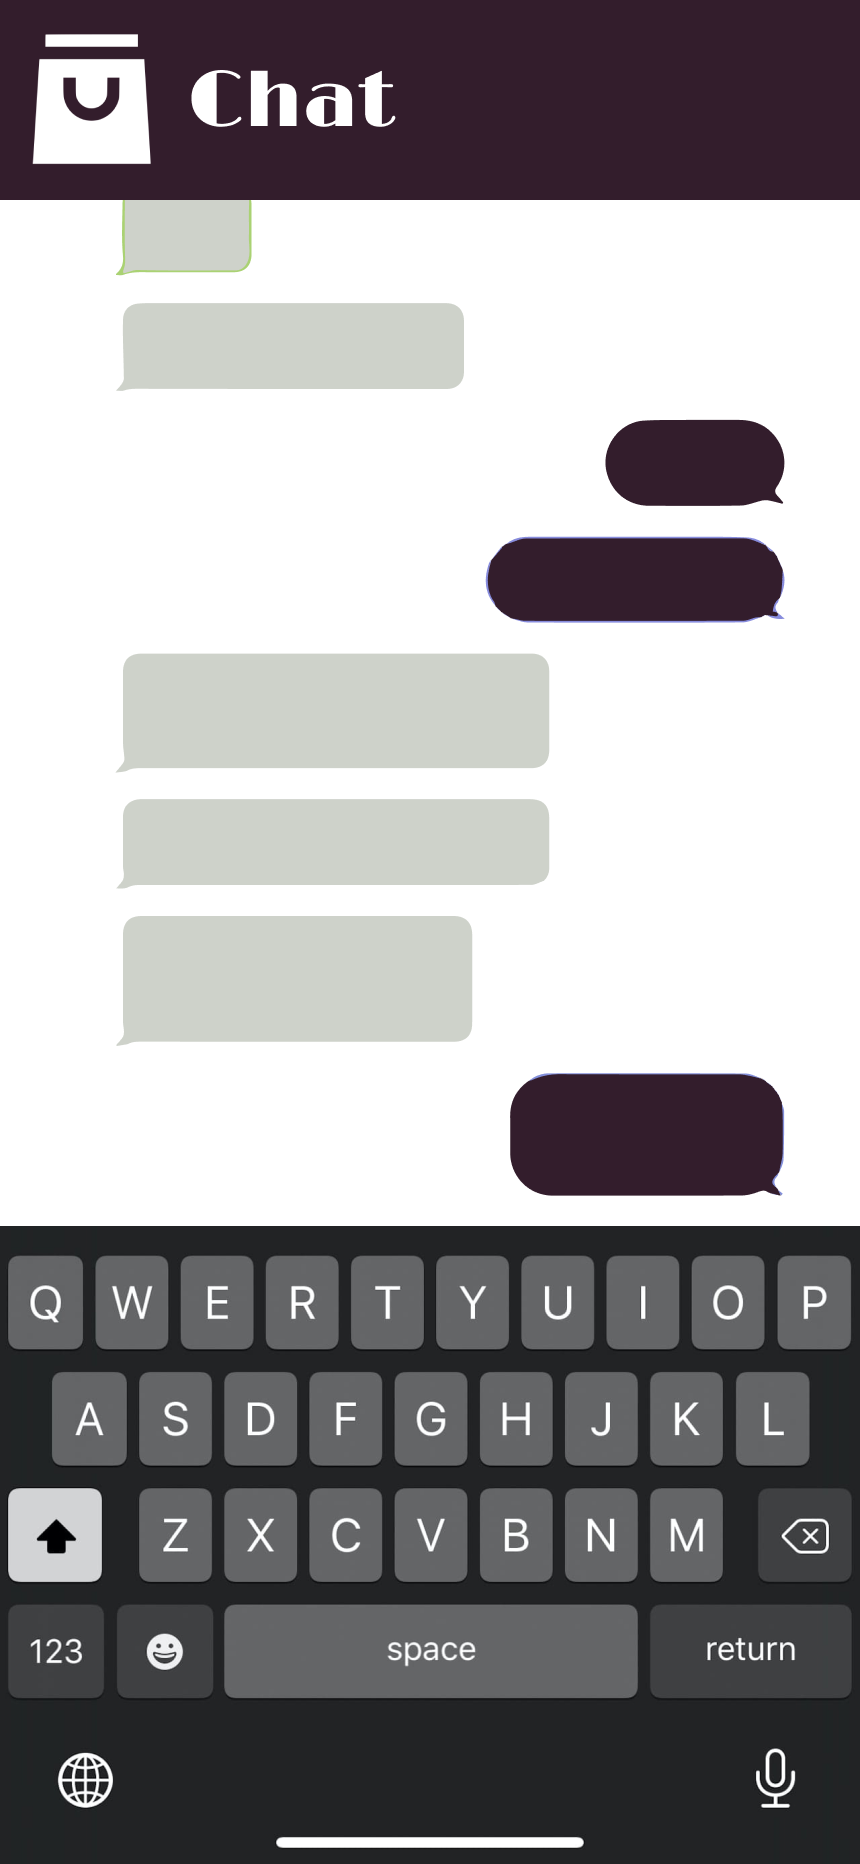 Chat
Q W E R T Y U I O P
A S D F G H J K L
Z X C V B N M
123 space return